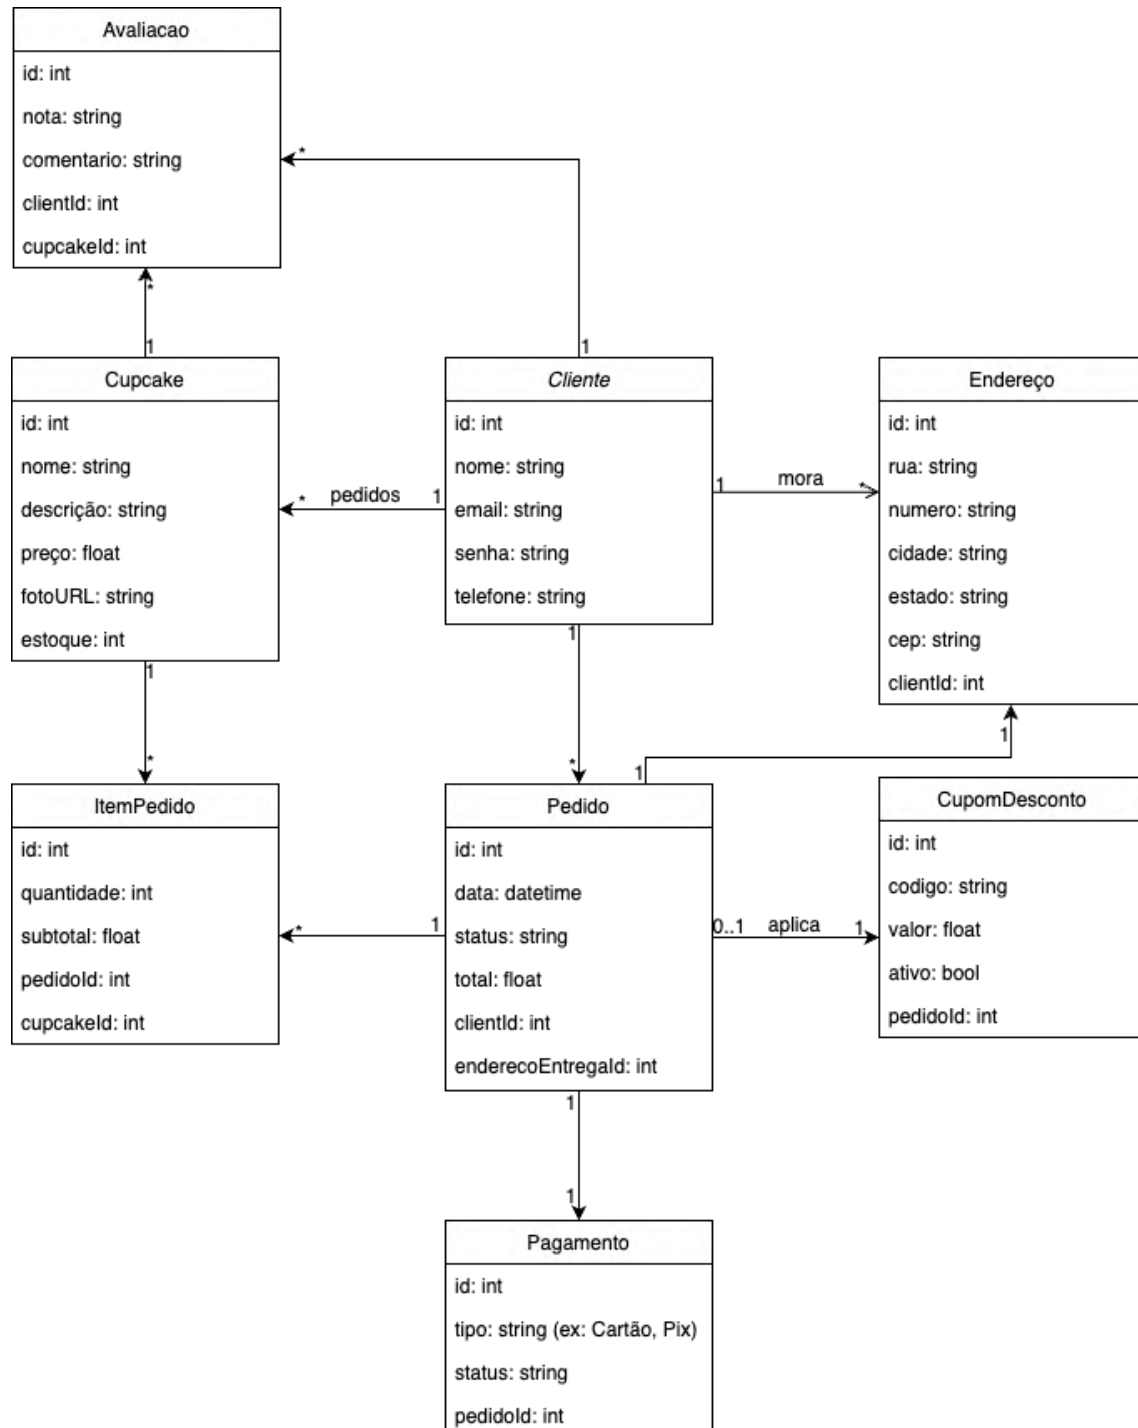 Avaliacao
id: int
nota: string
comentario: string
clientId: int
cupcakeId: int
*
*
1
1
Cupcake
id: int
nome: string
descrição: string
preço: float
fotoURL: string
estoque: int
* pedidos 1
Cliente
id: int
nome: string
email: string
senha: string
telefone: string
1 mora *
Endereço
id: int
rua: string
numero: string
cidade: string
estado: string
cep: string
clientId: int
1
*
1
*
1
1
ItemPedido
id: int
quantidade: int
subtotal: float
pedidoId: int
cupcakeId: int
* 1
Pedido
id: int
data: datetime
status: string
total: float
clientId: int
enderecoEntregaId: int
0..1 aplica 1
CupomDesconto
id: int
codigo: string
valor: float
ativo: bool
pedidoId: int
1
1
Pagamento
id: int
tipo: string (ex: Cartão, Pix)
status: string
pedidoId: int